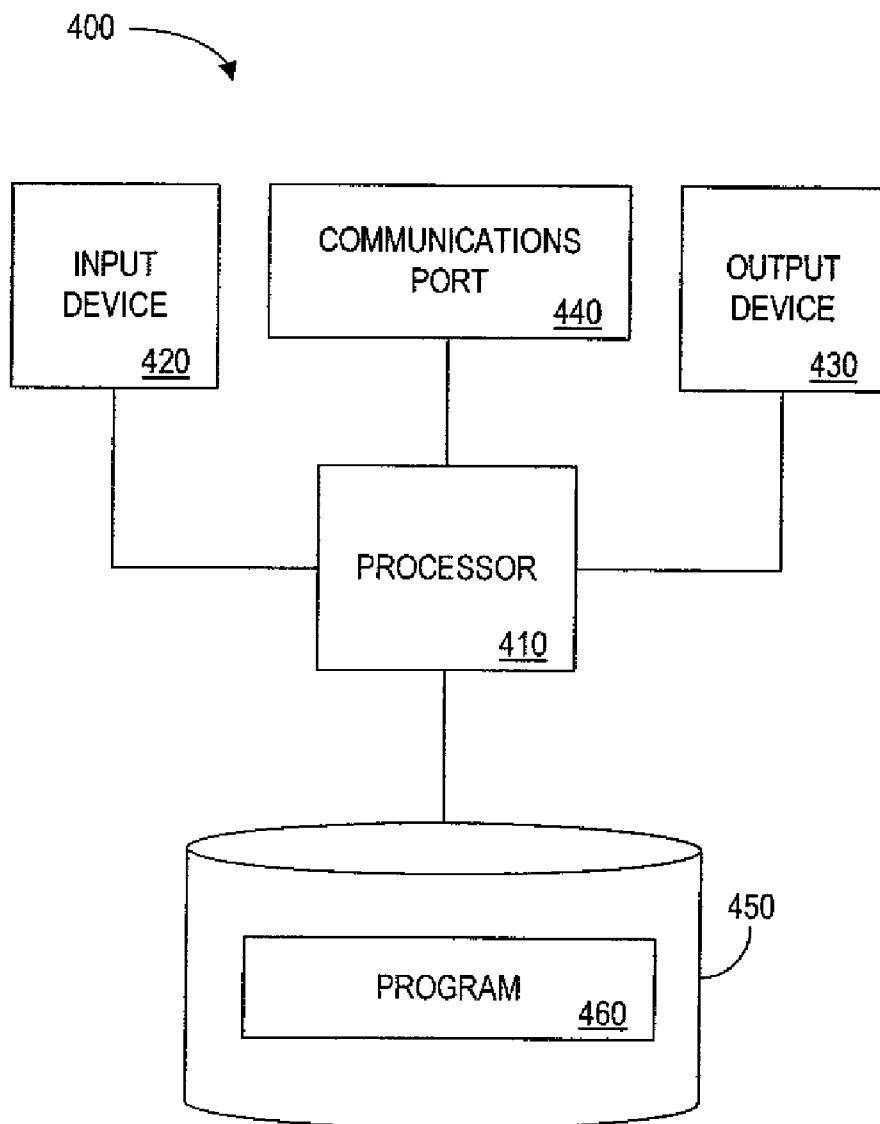 400
INPUT
DEVICE
420
COMMUNICATIONS
PORT
440
OUTPUT
DEVICE
430
PROCESSOR
410
450
PROGRAM
460